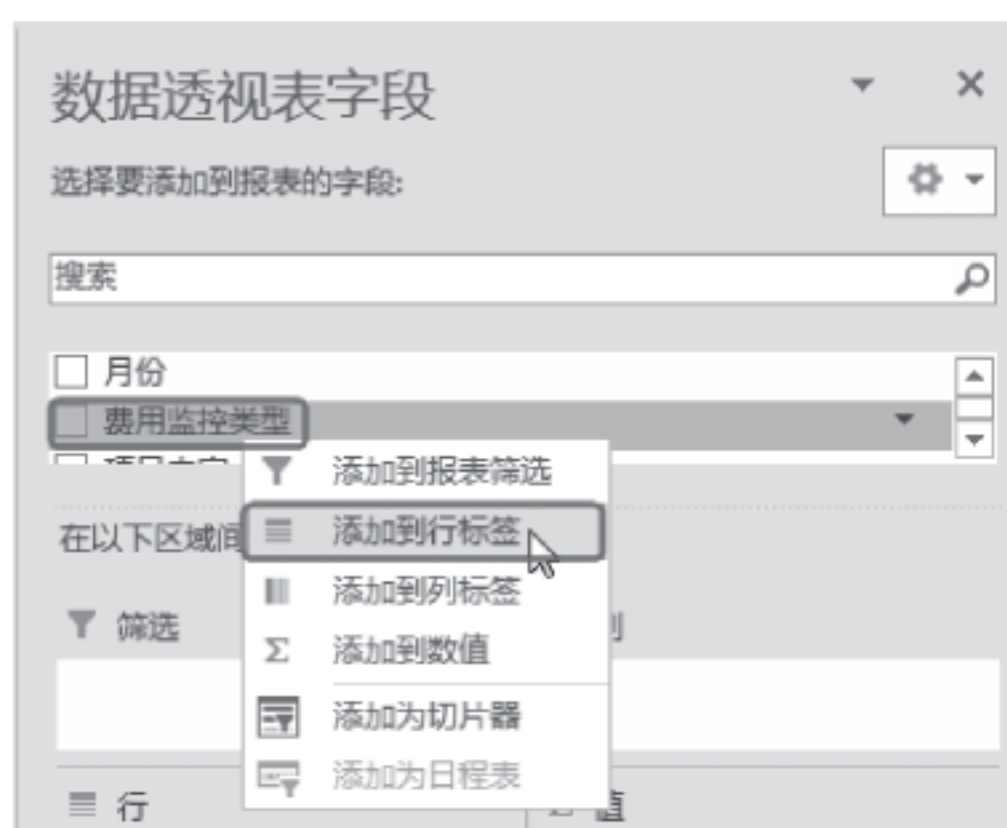 数据透视表字段
选择要添加到报表的字段:
搜索
月份
费用监控类型
添加到报表筛选
添加到行标签
在以下区域间
添加到列标签
筛选
添加到数值
添加为切片器
添加为日程表
行
值